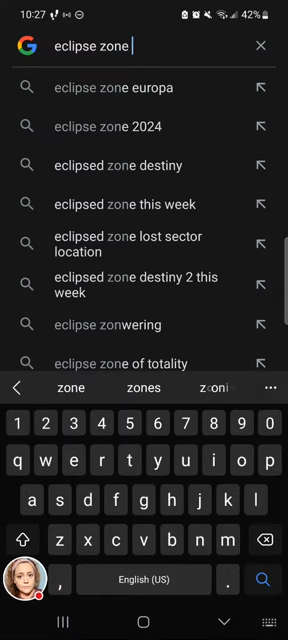 10:27
42%
eclipse zone
eclipse zone europa
eclipse zone 2024
eclipsed zone destiny
eclipsed zone this week
eclipsed zone lost sector
location
eclipsed zone destiny 2 this
week
eclipse zonwering
eclipse zone of totality
zone zones zoni
1 2 3 4 5 6 7 8 9 0
q w e r t y u i o p
a s d f g h j k l
z x c v b n m
, English (US) .